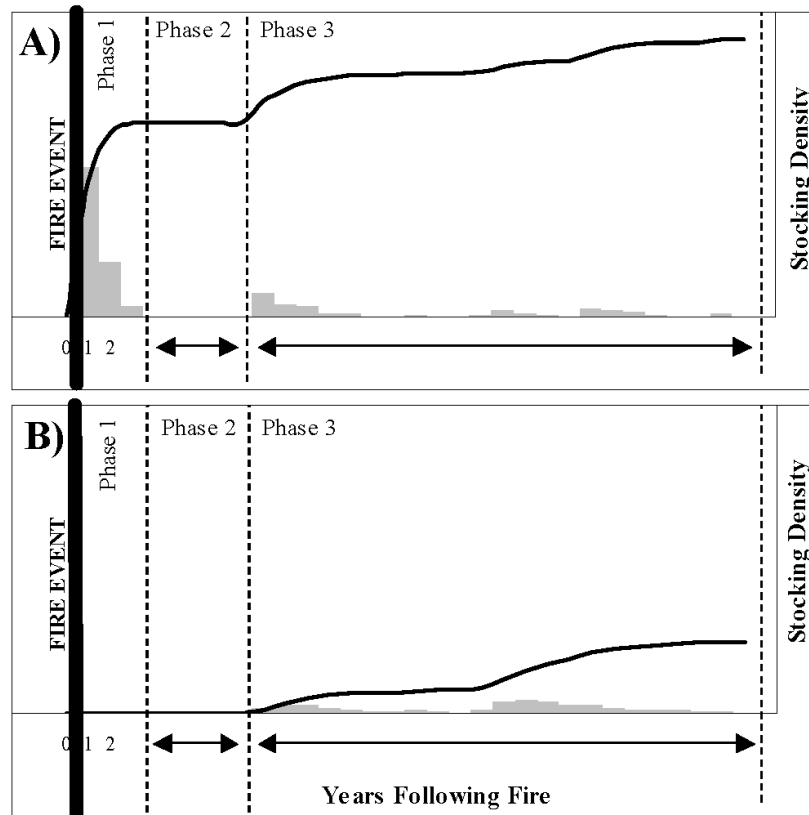 A)
FIRE EVENT
Phase 1
Phase 2
Phase 3
Stocking Density
0 1 2
B)
FIRE EVENT
Phase 1
Phase 2
Phase 3
Stocking Density
0 1 2
Years Following Fire